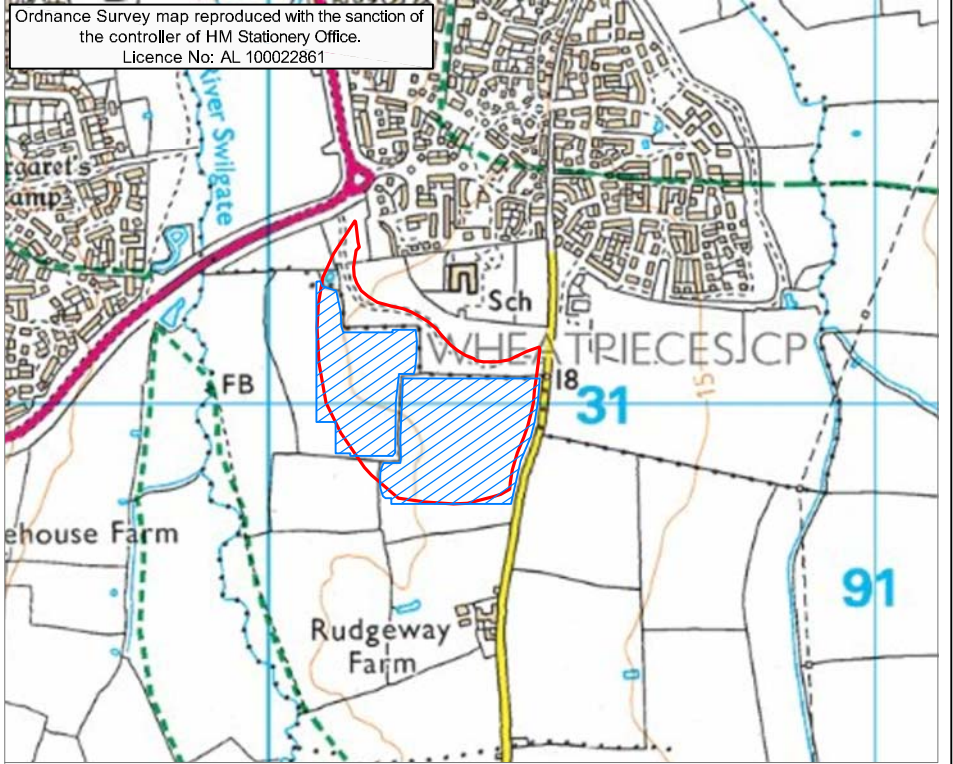 Ordnance Survey map reproduced with the sanction of
the controller of HM Stationery Office.
Licence No: AL 100022861
River Swilgate
rgaret's
amp
Sch
WHEATPIECES CP
FB
18
31
15
ehouse Farm
91
Rudgeway
Farm